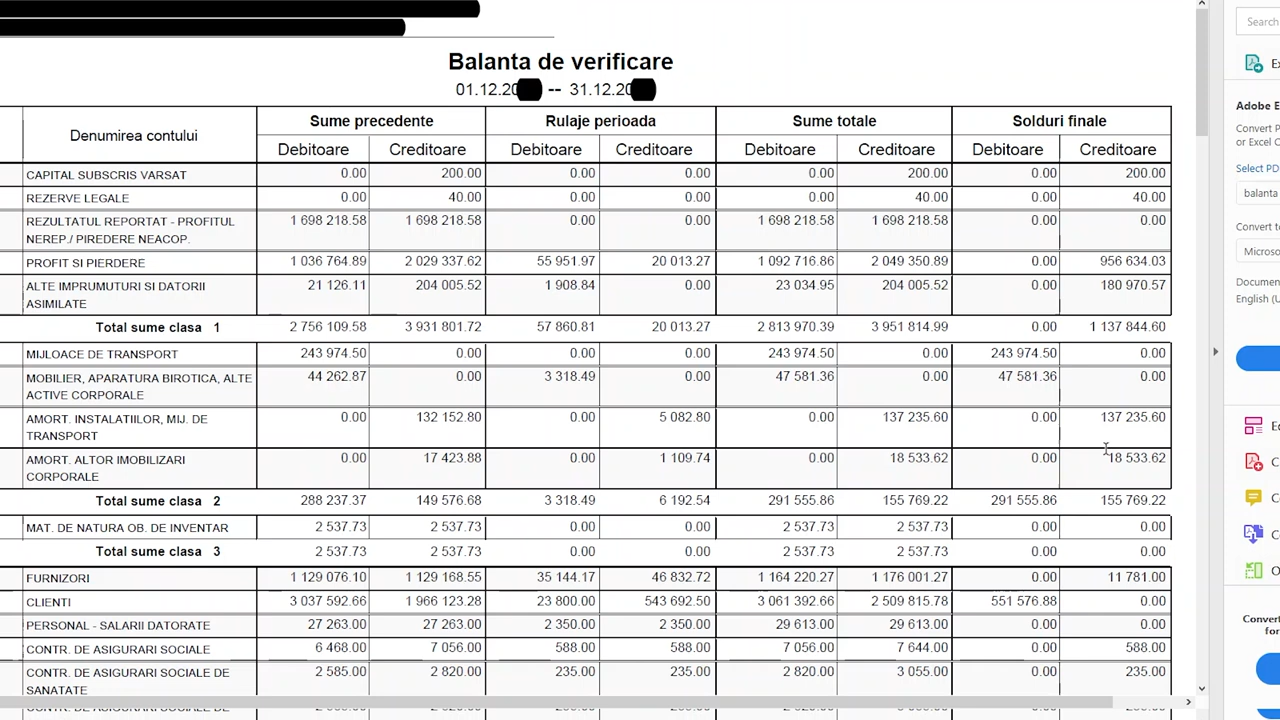 Balanta de verificare
01.12.20 -- 31.12.20
Denumirea contului Sume precedente Rulaje perioada Sume totale Solduri finale
Debitoare Creditoare Debitoare Creditoare Debitoare Creditoare Debitoare Creditoare
CAPITAL SUBSCRIS VARSAT 0.00 200.00 0.00 0.00 0.00 200.00 0.00 200.00
REZERVE LEGALE 0.00 40.00 0.00 0.00 0.00 40.00 0.00 40.00
REZULTATUL REPORTAT - PROFITUL 1 698 218.58 1 698 218.58 0.00 0.00 1 698 218.58 1 698 218.58 0.00 0.00
NEREP./ PIREDERE NEACOP.
PROFIT SI PIERDERE 1 036 764.89 2 029 337.62 55 951.97 20 013.27 1 092 716.86 2 049 350.89 0.00 956 634.03
ALTE IMPRUMUTURI SI DATORII 21 126.11 204 005.52 1 908.84 0.00 23 034.95 204 005.52 0.00 180 970.57
ASIMILATE
Total sume clasa 1 2 756 109.58 3 931 801.72 57 860.81 20 013.27 2 813 970.39 3 951 814.99 0.00 1 137 844.60
MIJLOACE DE TRANSPORT 243 974.50 0.00 0.00 0.00 243 974.50 0.00 243 974.50 0.00
MOBILIER, APARATURA BIROTICA, ALTE 44 262.87 0.00 3 318.49 0.00 47 581.36 0.00 47 581.36 0.00
ACTIVE CORPORALE
AMORT. INSTALATIILOR, MIJ. DE 0.00 132 152.80 0.00 5 082.80 0.00 137 235.60 0.00 137 235.60
TRANSPORT
AMORT. ALTOR IMOBILIZARI 0.00 17 423.88 0.00 1 109.74 0.00 18 533.62 0.00 18 533.62
CORPORALE
Total sume clasa 2 288 237.37 149 576.68 3 318.49 6 192.54 291 555.86 155 769.22 291 555.86 155 769.22
MAT. DE NATURA OB. DE INVENTAR 2 537.73 2 537.73 0.00 0.00 2 537.73 2 537.73 0.00 0.00
Total sume clasa 3 2 537.73 2 537.73 0.00 0.00 2 537.73 2 537.73 0.00 0.00
FURNIZORI 1 129 076.10 1 129 168.55 35 144.17 46 832.72 1 164 220.27 1 176 001.27 0.00 11 781.00
CLIENTI 3 037 592.66 1 966 123.28 23 800.00 543 692.50 3 061 392.66 2 509 815.78 551 576.88 0.00
PERSONAL - SALARII DATORATE 27 263.00 27 263.00 2 350.00 2 350.00 29 613.00 29 613.00 0.00 0.00
CONTR. DE ASIGURARI SOCIALE 6 468.00 7 056.00 588.00 588.00 7 056.00 7 644.00 0.00 588.00
CONTR. DE ASIGURARI SOCIALE DE 2 585.00 2 820.00 235.00 235.00 2 820.00 3 055.00 0.00 235.00
SANATATE
Search
Ex
Adobe E
Convert P
or Excel C
Select PD
balanta
Convert to
Microso
Documen
English (U
Ec
C
C
C
O
Convert
for